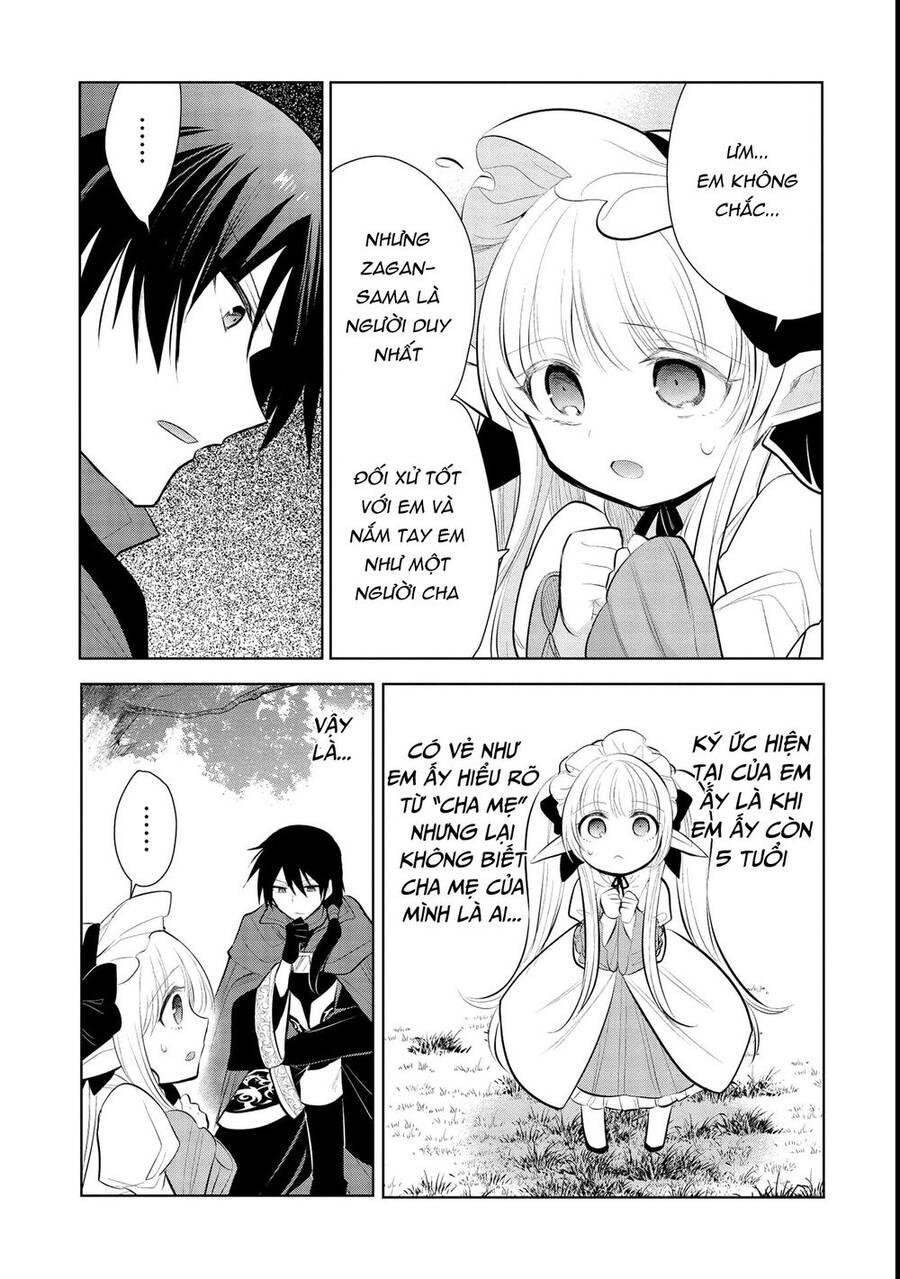 ƯM...
EM KHÔNG
CHẮC...
NHƯNG
ZAGAN-
SAMA LÀ
NGƯỜI DUY
NHẤT
ĐỐI XỬ TỐT
VỚI EM VÀ
NẮM TAY EM
NHƯ MỘT
NGƯỜI CHA
......
KÝ ỨC HIỆN
TẠI CỦA EM
ẤY LÀ KHI
EM ẤY CÒN
5 TUỔI
CÓ VẺ NHƯ
EM ẤY HIỂU RÕ
TỪ "CHA MẸ"
NHƯNG LẠI
KHÔNG BIẾT
CHA MẸ CỦA
MÌNH LÀ AI...
VẬY
LÀ...
......